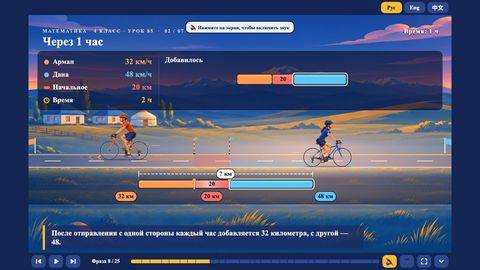 Рус Eng 中文
Нажмите на экран, чтобы включить звук
МАТЕМАТИКА · 4 КЛАСС · УРОК 85 · 02 / 07
Время: 1 ч
Через 1 час
Арман 32 км/ч
Дана 48 км/ч
Начальное 20 км
Время 2 ч
Добавилось
20
? км
20
32 км 20 км 48 км
После отправления с одной стороны каждый час добавляется 32 километра, с другой —
48.
Фраза 8 / 25